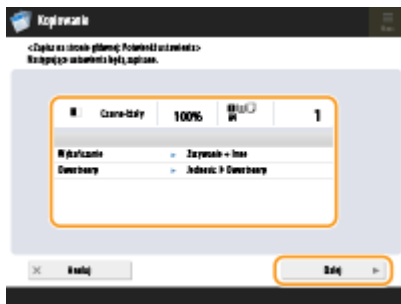 Kopiowanie
<Zapisz na stronie głównej: Potwierdź ustawienia>
Następujące ustawienia będą zapisane.
Czarno-biały 100% 1
Wykańczanie Zszywanie + Inne
Dwustronny Jednostr. Dwustronny
Anuluj Dalej